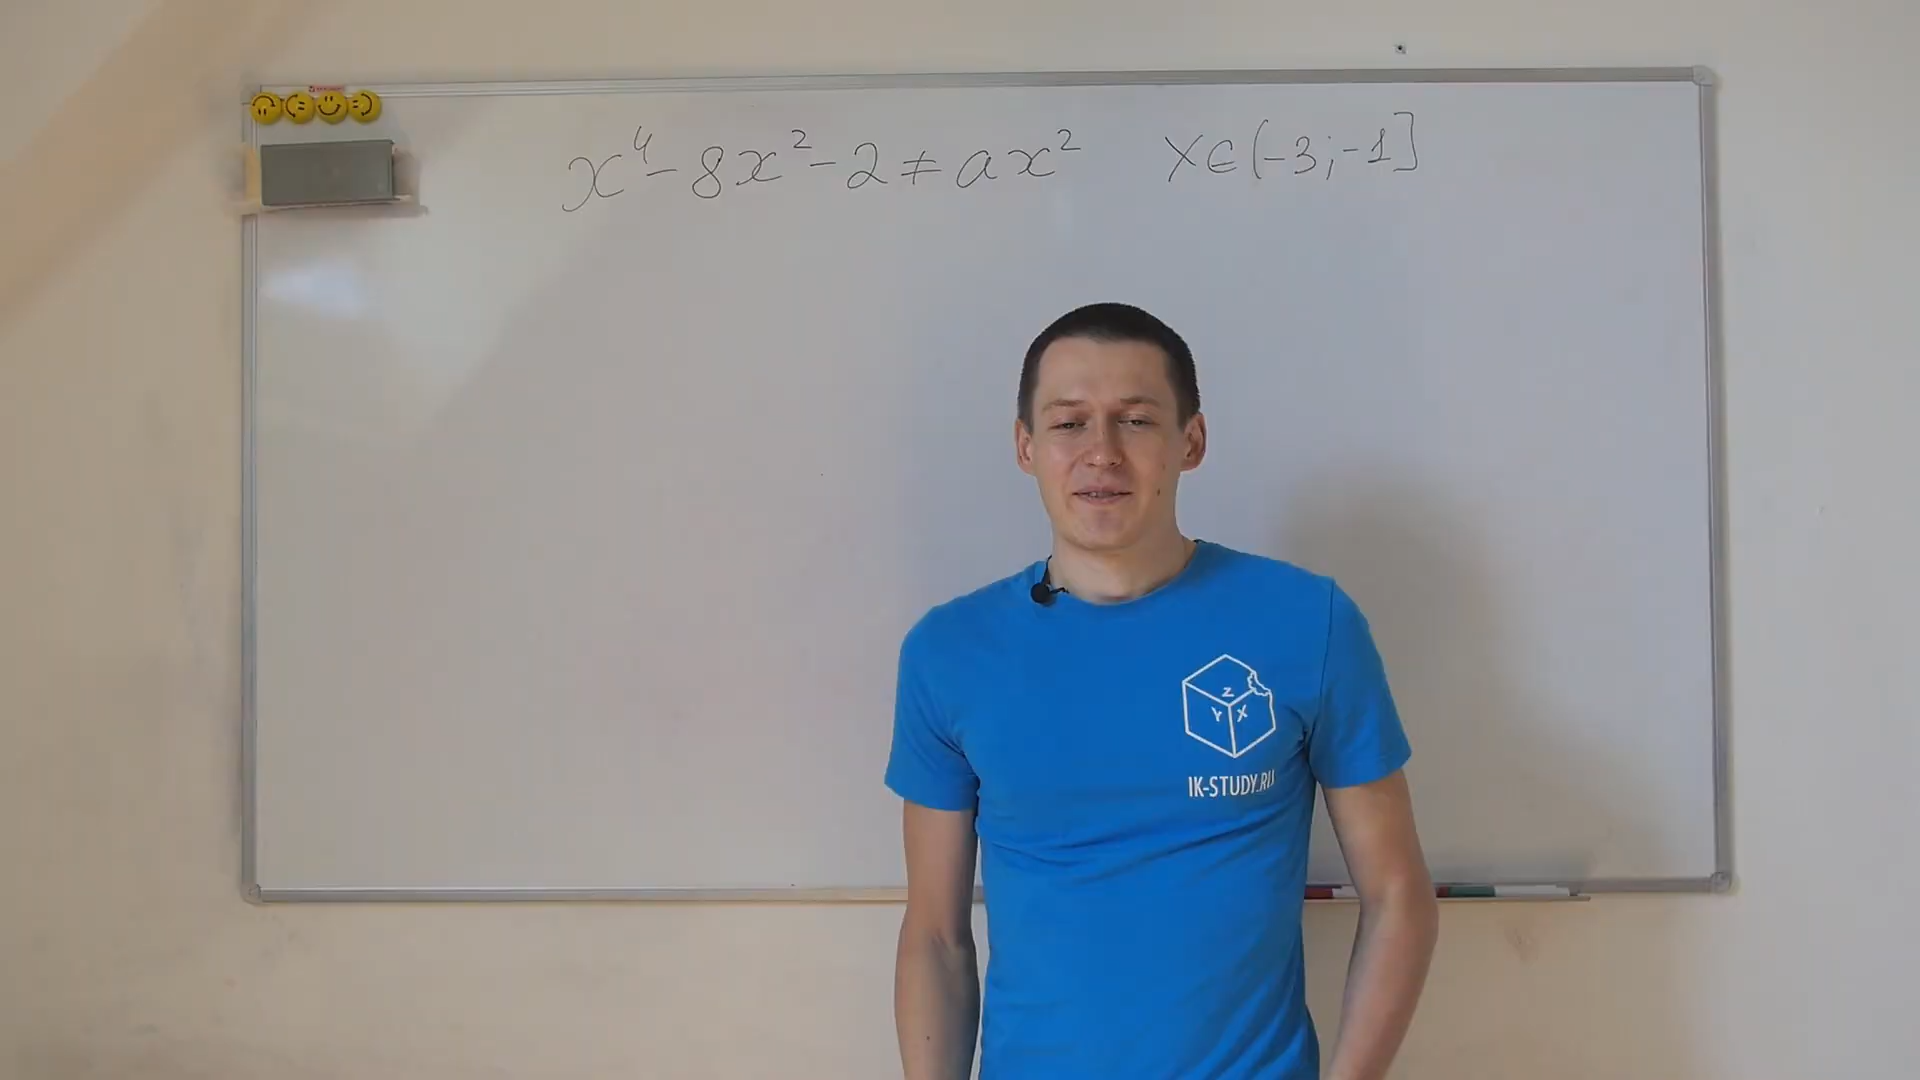 x⁴-8x²-2≠ax² x∈(-3;-1]
Z
Y X
IK-STUDY.RU